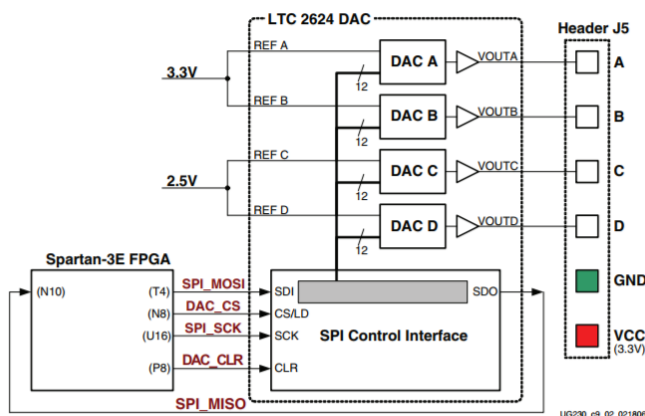 LTC 2624 DAC
Header J5
REF A
DAC A
VOUTA
A
3.3V
12
REF B
DAC B
VOUTB
B
12
REF C
DAC C
VOUTC
C
2.5V
12
REF D
DAC D
VOUTD
D
12
Spartan-3E FPGA
(N10)
(T4)
SPI_MOSI
SDI
SDO
GND
(N8)
DAC_CS
CS/LD
(U16)
SPI_SCK
SCK
SPI Control Interface
VCC
(3.3V)
(P8)
DAC_CLR
CLR
SPI_MISO
UG230_c9_02_021806